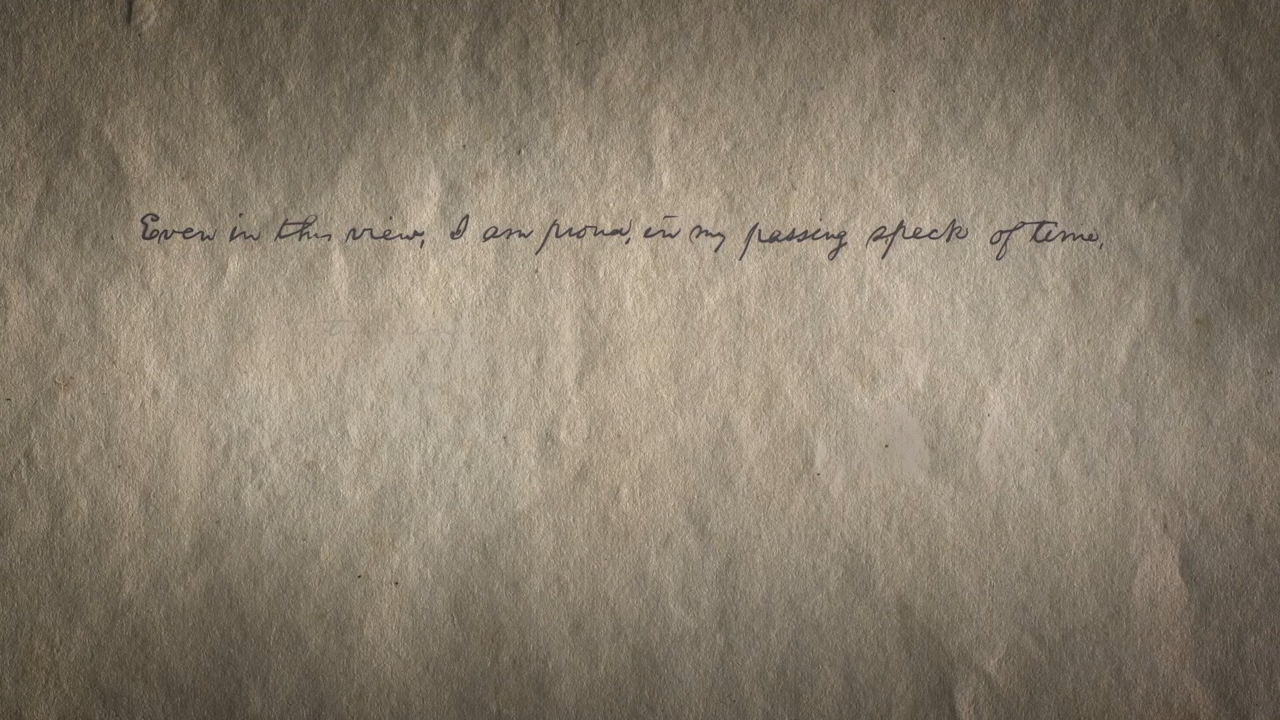 Even in this view, I am proud, in my passing speck of time,